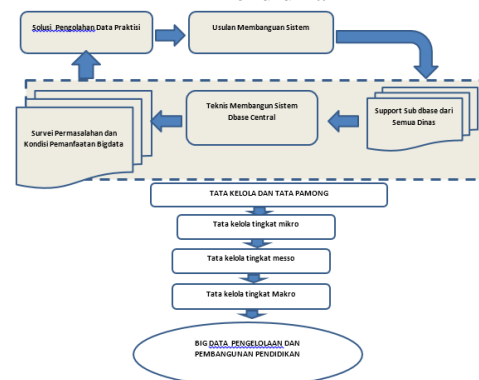 Solusi Pengolahan Data Praktisi
Usulan Membanguan Sistem
Survei Permasalahan dan
Kondisi Pemanfaatan Bigdata
Teknis Membangun Sistem
Dbase Central
Support Sub dbase dari
Semua Dinas
TATA KELOLA DAN TATA PAMONG
Tata kelola tingkat mikro
Tata kelola tingkat messo
Tata kelola tingkat Makro
BIG DATA PENGELOLAAN DAN
PEMBANGUNAN PENDIDIKAN